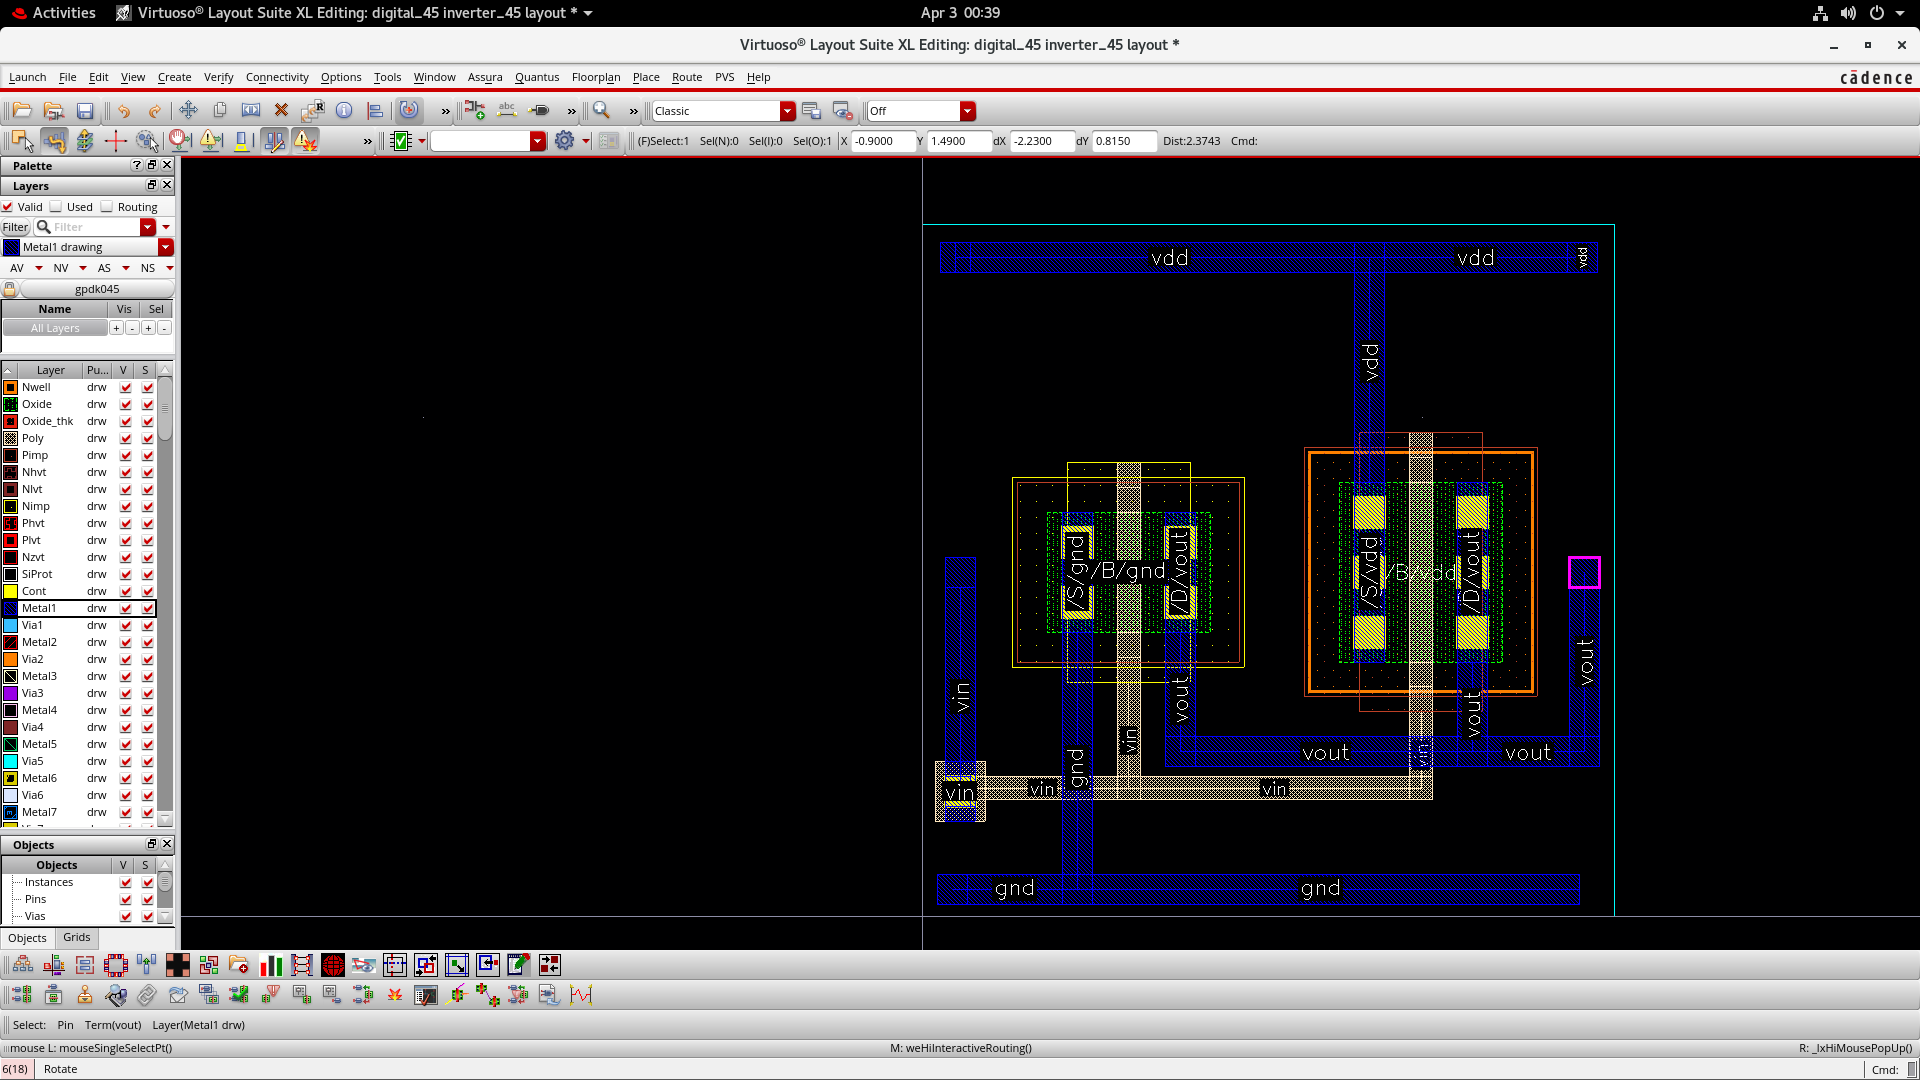 Activities Virtuoso® Layout Suite XL Editing: digital_45 inverter_45 layout * Apr 3 00:39
Virtuoso® Layout Suite XL Editing: digital_45 inverter_45 layout *
Launch File Edit View Create Verify Connectivity Options Tools Window Assura Quantus Floorplan Place Route PVS Help cādence
» abc » » Classic Off
» (F)Select:1 Sel(N):0 Sel(I):0 Sel(O):1 X -0.9000 Y 1.4900 dX -2.2300 dY 0.8150 Dist:2.3743 Cmd:
Palette
Layers
Valid Used Routing
Filter Filter
Metal1 drawing
AV NV AS NS
gpdk045
Name Vis Sel
All Layers + - + -
Layer Pu... V S
Nwell drw
Oxide drw
Oxide_thk drw
Poly drw
Pimp drw
Nhvt drw
Nlvt drw
Nimp drw
Phvt drw
Plvt drw
Nzvt drw
SiProt drw
Cont drw
Metal1 drw
Via1 drw
Metal2 drw
Via2 drw
Metal3 drw
Via3 drw
Metal4 drw
Via4 drw
Metal5 drw
Via5 drw
Metal6 drw
Via6 drw
Metal7 drw
Objects
Objects V S
Instances
Pins
Vias
Objects Grids
vdd vdd vdd
vdd
/S/gnd /B/gnd /D/vout /S/vdd /B/vdd /D/vout
vin vout vout vout
vin gnd vin vout vout
vin vin vin
gnd gnd
Select: Pin Term(vout) Layer(Metal1 drw)
mouse L: mouseSingleSelectPt() M: weHiInteractiveRouting() R: _lxHiMousePopUp()
6(18) Rotate Cmd: